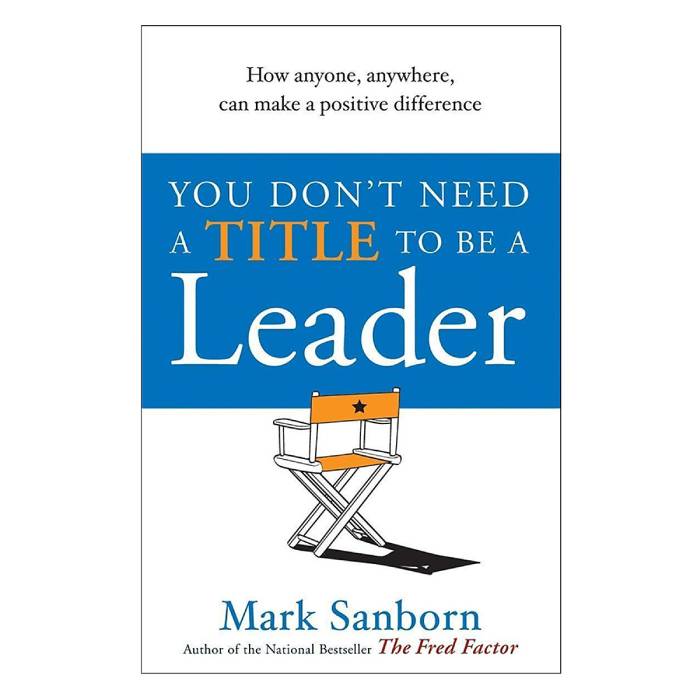 How anyone, anywhere,
can make a positive difference
YOU DON'T NEED
A TITLE TO BE A
Leader
Mark Sanborn
Author of the National Bestseller The Fred Factor